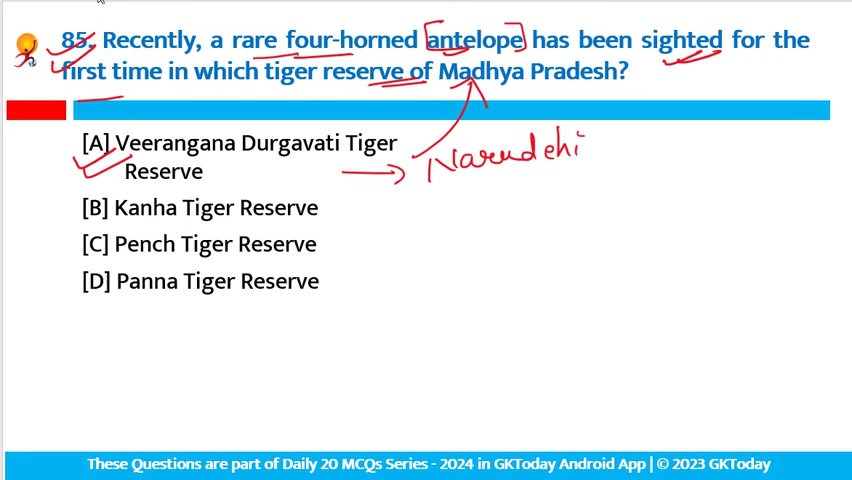 85. Recently, a rare four-horned antelope has been sighted for the
first time in which tiger reserve of Madhya Pradesh?
[A] Veerangana Durgavati Tiger
Reserve
Narudehi
[B] Kanha Tiger Reserve
[C] Pench Tiger Reserve
[D] Panna Tiger Reserve
These Questions are part of Daily 20 MCQs Series - 2024 in GKToday Android App | © 2023 GKToday